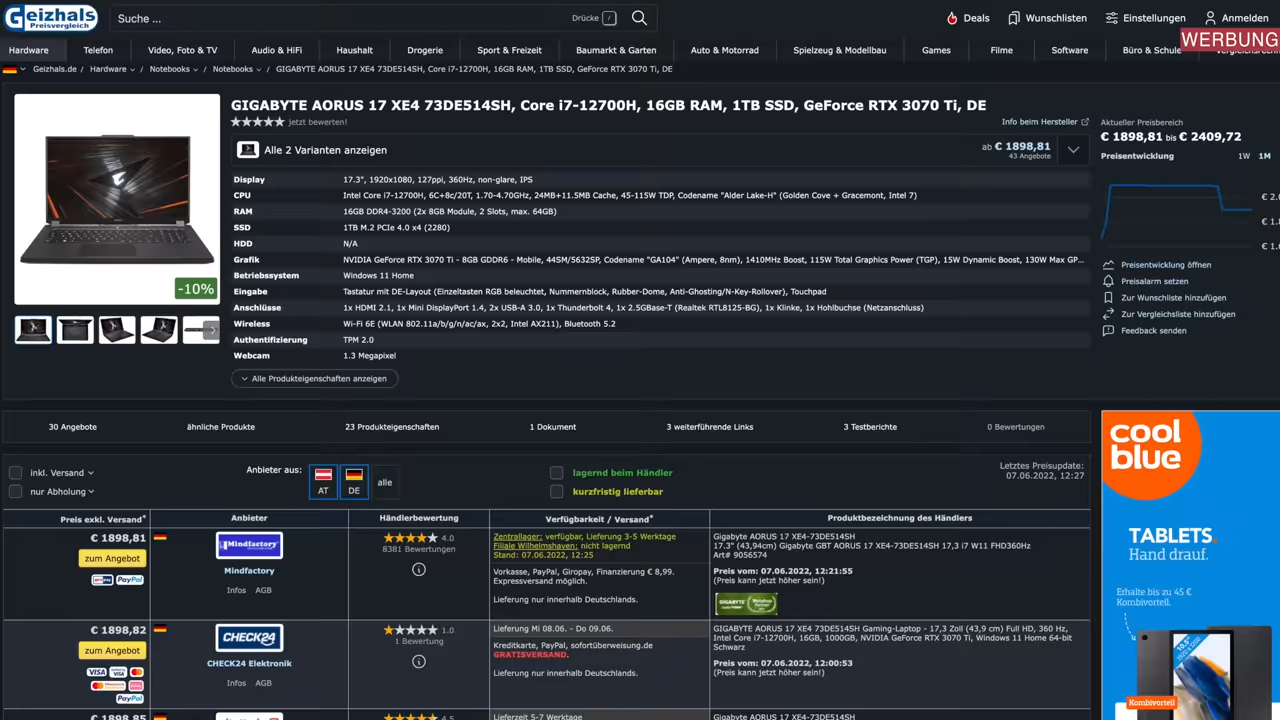 Geizhals
Preisvergleich
Suche ...
Drücke /
Deals
Wunschlisten
Einstellungen
Anmelden
Hardware
Telefon
Video, Foto & TV
Audio & HiFi
Haushalt
Drogerie
Sport & Freizeit
Baumarkt & Garten
Auto & Motorrad
Spielzeug & Modellbau
Games
Filme
Software
Büro & Schule
WERBUNG
Geizhals.de / Hardware / Notebooks / Notebooks / GIGABYTE AORUS 17 XE4 73DE514SH, Core i7-12700H, 16GB RAM, 1TB SSD, GeForce RTX 3070 Ti, DE
-10%
GIGABYTE AORUS 17 XE4 73DE514SH, Core i7-12700H, 16GB RAM, 1TB SSD, GeForce RTX 3070 Ti, DE
jetzt bewerten!
Info beim Hersteller
Alle 2 Varianten anzeigen
ab € 1898,81
43 Angebote
Display 17.3", 1920x1080, 127ppi, 360Hz, non-glare, IPS
CPU Intel Core i7-12700H, 6C+8c/20T, 1.70-4.70GHz, 24MB+11.5MB Cache, 45-115W TDP, Codename "Alder Lake-H" (Golden Cove + Gracemont, Intel 7)
RAM 16GB DDR4-3200 (2x 8GB Module, 2 Slots, max. 64GB)
SSD 1TB M.2 PCIe 4.0 x4 (2280)
HDD N/A
Grafik NVIDIA GeForce RTX 3070 Ti - 8GB GDDR6 - Mobile, 44SM/5632SP, Codename "GA104" (Ampere, 8nm), 1410MHz Boost, 115W Total Graphics Power (TGP), 15W Dynamic Boost, 130W Max GP...
Betriebssystem Windows 11 Home
Eingabe Tastatur mit DE-Layout (Einzeltasten RGB beleuchtet, Nummernblock, Rubber-Dome, Anti-Ghosting/N-Key-Rollover), Touchpad
Anschlüsse 1x HDMI 2.1, 1x Mini DisplayPort 1.4, 2x USB-A 3.0, 1x Thunderbolt 4, 1x 2.5GBase-T (Realtek RTL8125-BG), 1x Klinke, 1x Hohlbuchse (Netzanschluss)
Wireless Wi-Fi 6E (WLAN 802.11a/b/g/n/ac/ax, 2x2, Intel AX211), Bluetooth 5.2
Authentifizierung TPM 2.0
Webcam 1.3 Megapixel
Alle Produkteigenschaften anzeigen
Aktueller Preisbereich
€ 1898,81 bis € 2409,72
Preisentwicklung 1W 1M
€ 2.0
€ 1.
€ 1.
Preisentwicklung öffnen
Preisalarm setzen
Zur Wunschliste hinzufügen
Zur Vergleichsliste hinzufügen
Feedback senden
30 Angebote
ähnliche Produkte
23 Produkteigenschaften
1 Dokument
3 weiterführende Links
3 Testberichte
0 Bewertungen
inkl. Versand
nur Abholung
Anbieter aus:
AT
DE
alle
lagernd beim Händler
kurzfristig lieferbar
Letztes Preisupdate:
07.06.2022, 12:27
Preis exkl. Versand*
Anbieter
Händlerbewertung
Verfügbarkeit / Versand*
Produktbezeichnung des Händlers
€ 1898,81
zum Angebot
PayPal
Mindfactory
Mindfactory
Infos AGB
4.0
8381 Bewertungen
Zentrallager: verfügbar, Lieferung 3-5 Werktage
Filiale Wilhelmshaven: nicht lagernd
Stand: 07.06.2022, 12:25
Vorkasse, PayPal, Giropay, Finanzierung € 8,99.
Expressversand möglich.
Lieferung nur innerhalb Deutschlands.
Gigabyte AORUS 17 XE4-73DE514SH
17.3" (43,94cm) Gigabyte GBT AORUS 17 XE4-73DE514SH 17,3 i7 W11 FHD360Hz
Art# 9056574
Preis vom: 07.06.2022, 12:21:55
(Preis kann jetzt höher sein!)
GIGABYTE
€ 1898,82
zum Angebot
VISA
PayPal
CHECK24
CHECK24 Elektronik
Infos AGB
1.0
1 Bewertung
Lieferung Mi 08.06. - Do 09.06.
Kreditkarte, PayPal, sofortüberweisung.de
GRATISVERSAND.
Lieferung nur innerhalb Deutschlands.
GIGABYTE AORUS 17 XE4 73DE514SH Gaming-Laptop - 17,3 Zoll (43,9 cm) Full HD, 360 Hz,
Intel Core i7-12700H, 16GB, 1000GB, NVIDIA GeForce RTX 3070 Ti, Windows 11 Home 64-bit
Schwarz
Preis vom: 07.06.2022, 12:00:53
(Preis kann jetzt höher sein!)
€ 1898,85
4.5
Lieferzeit 5-7 Werktage
Gigabyte AORUS 17 XE4-73DE514SH
cool
blue
TABLETS.
Hand drauf.
Erhalte bis zu 45 €
Kombivorteil.
10,5"
Kombivorteil